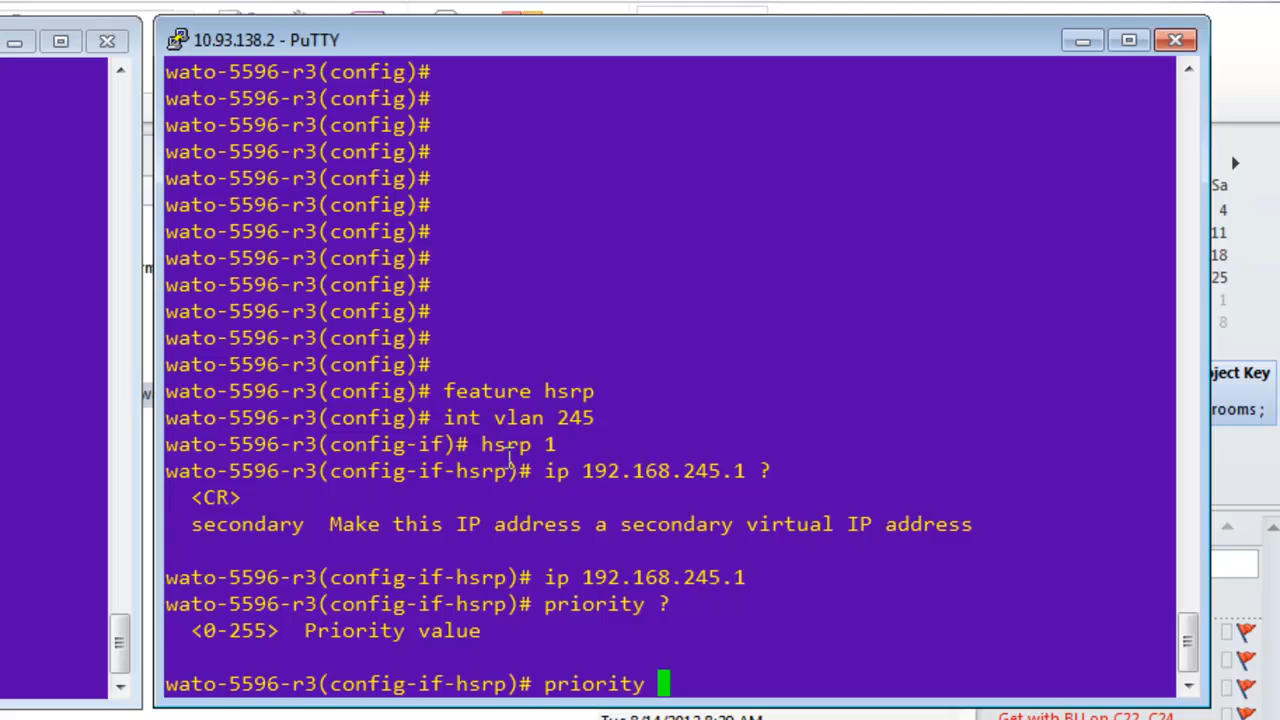 10.93.138.2 - PuTTY
wato-5596-r3(config)#
wato-5596-r3(config)#
wato-5596-r3(config)#
wato-5596-r3(config)#
wato-5596-r3(config)#
wato-5596-r3(config)#
wato-5596-r3(config)#
wato-5596-r3(config)#
wato-5596-r3(config)#
wato-5596-r3(config)#
wato-5596-r3(config)#
wato-5596-r3(config)#
wato-5596-r3(config)# feature hsrp
wato-5596-r3(config)# int vlan 245
wato-5596-r3(config-if)# hsrp 1
wato-5596-r3(config-if-hsrp)# ip 192.168.245.1 ?
<CR>
secondary  Make this IP address a secondary virtual IP address
wato-5596-r3(config-if-hsrp)# ip 192.168.245.1
wato-5596-r3(config-if-hsrp)# priority ?
<0-255>  Priority value
wato-5596-r3(config-if-hsrp)# priority
Sa
4
11
18
25
1
8
ject Key
rooms ;
Get with BU on C22, C24